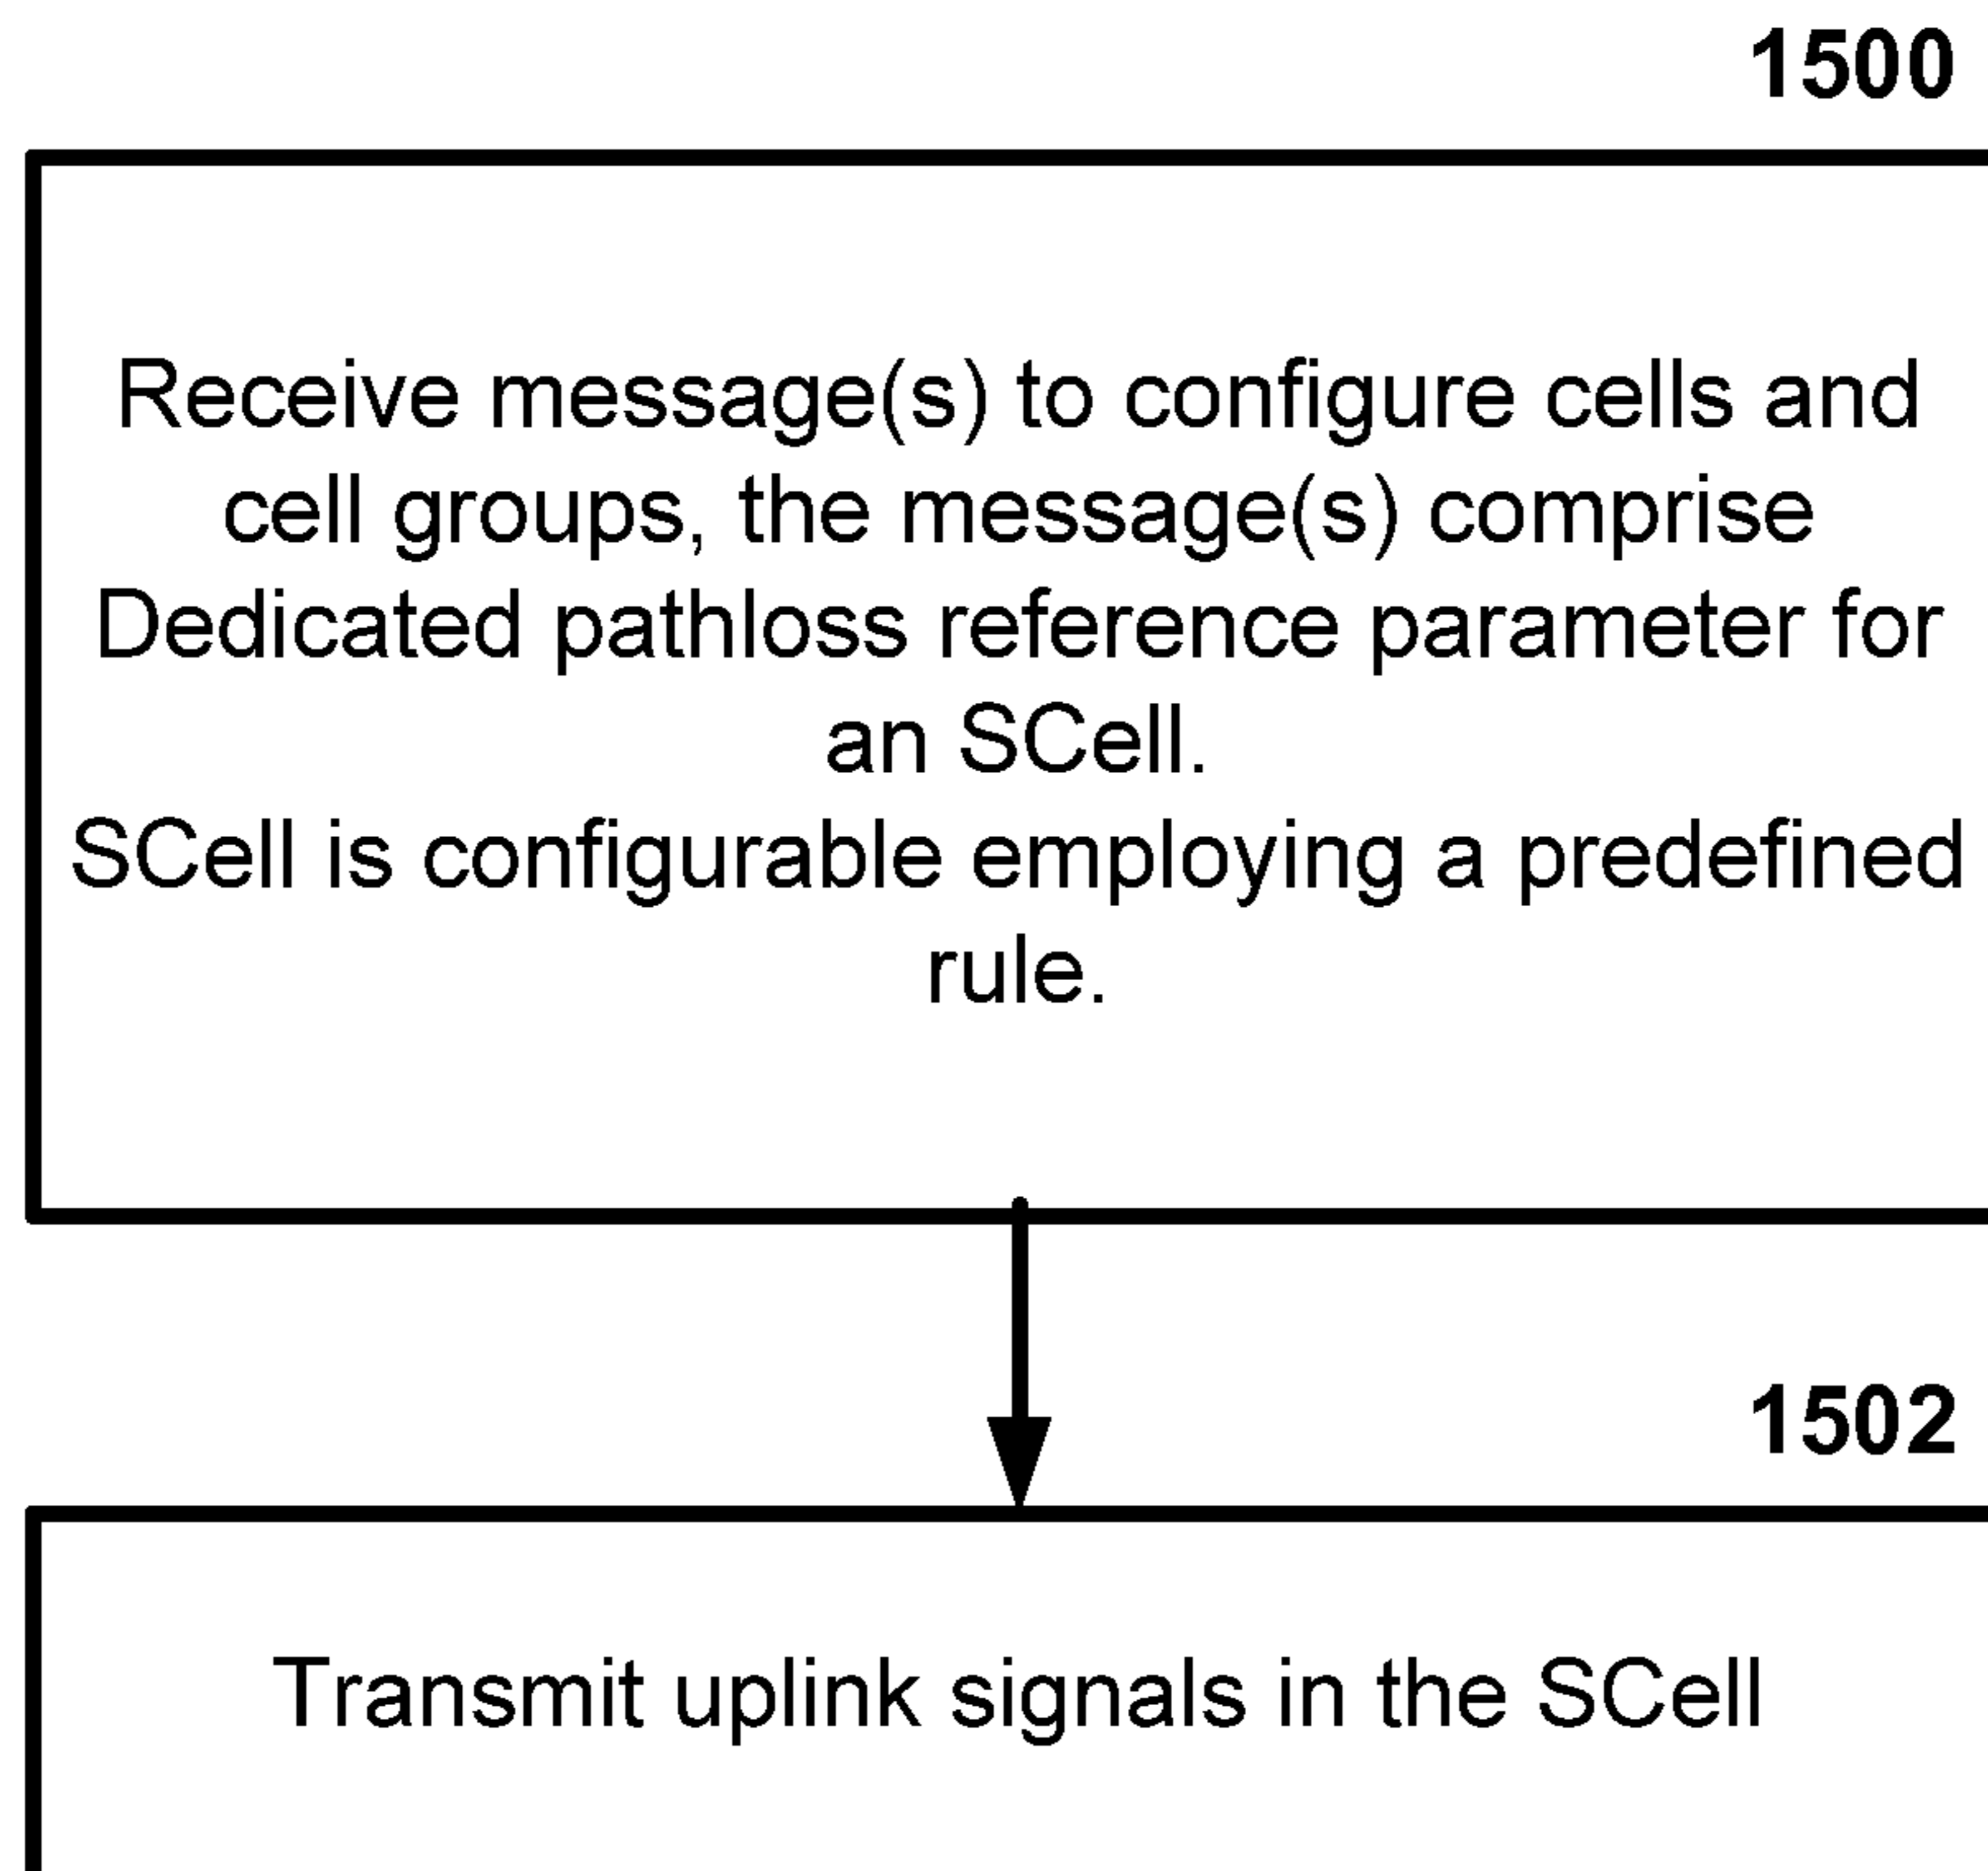 1500
Receive message(s) to configure cells and
cell groups, the message(s) comprise
Dedicated pathloss reference parameter for
an SCell.
SCell is configurable employing a predefined
rule.
1502
Transmit uplink signals in the SCell